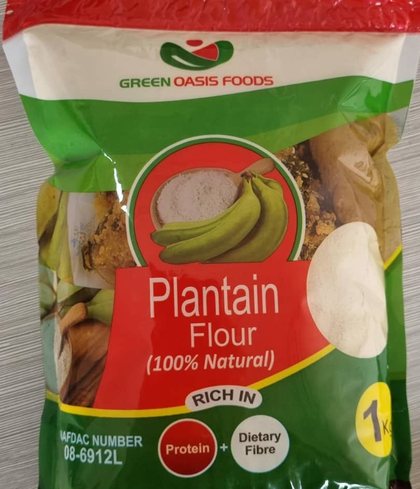 GREEN OASIS FOODS
Plantain
Flour
(100% Natural)
RICH IN
Protein + Dietary Fibre
NAFDAC NUMBER
08-6912L
1Kg